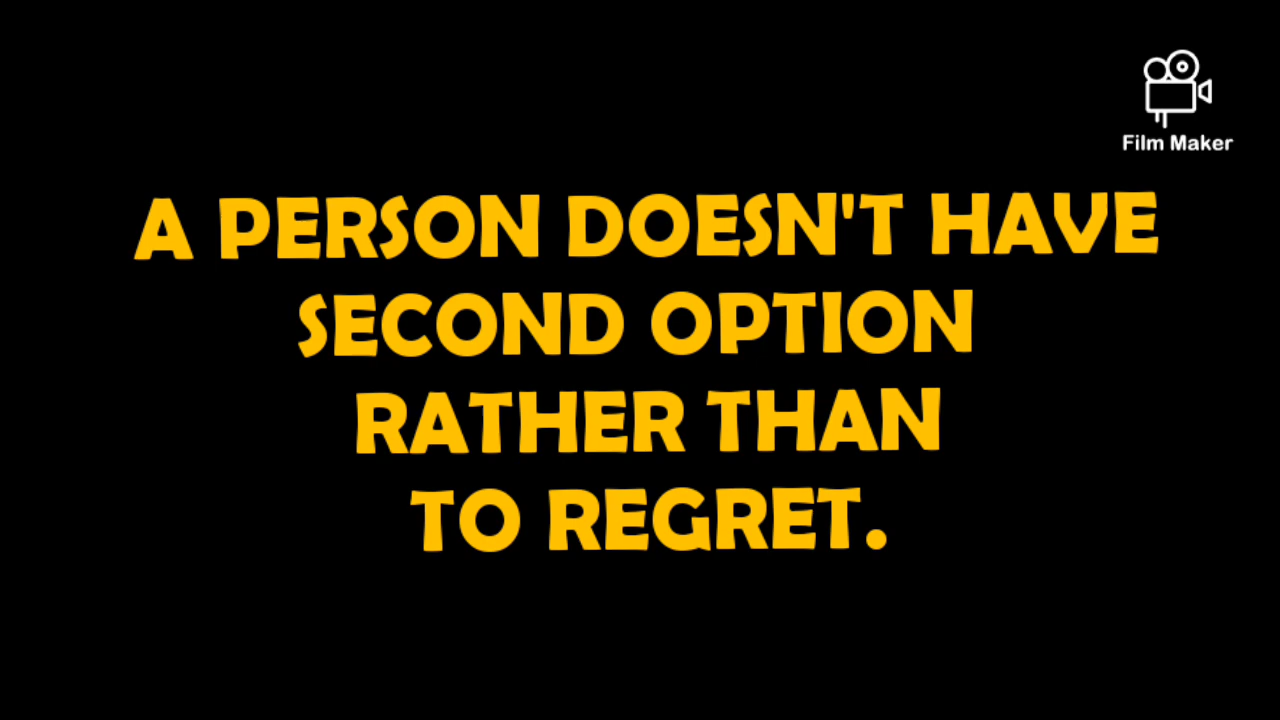 Film Maker
A PERSON DOESN'T HAVE
SECOND OPTION
RATHER THAN
TO REGRET.